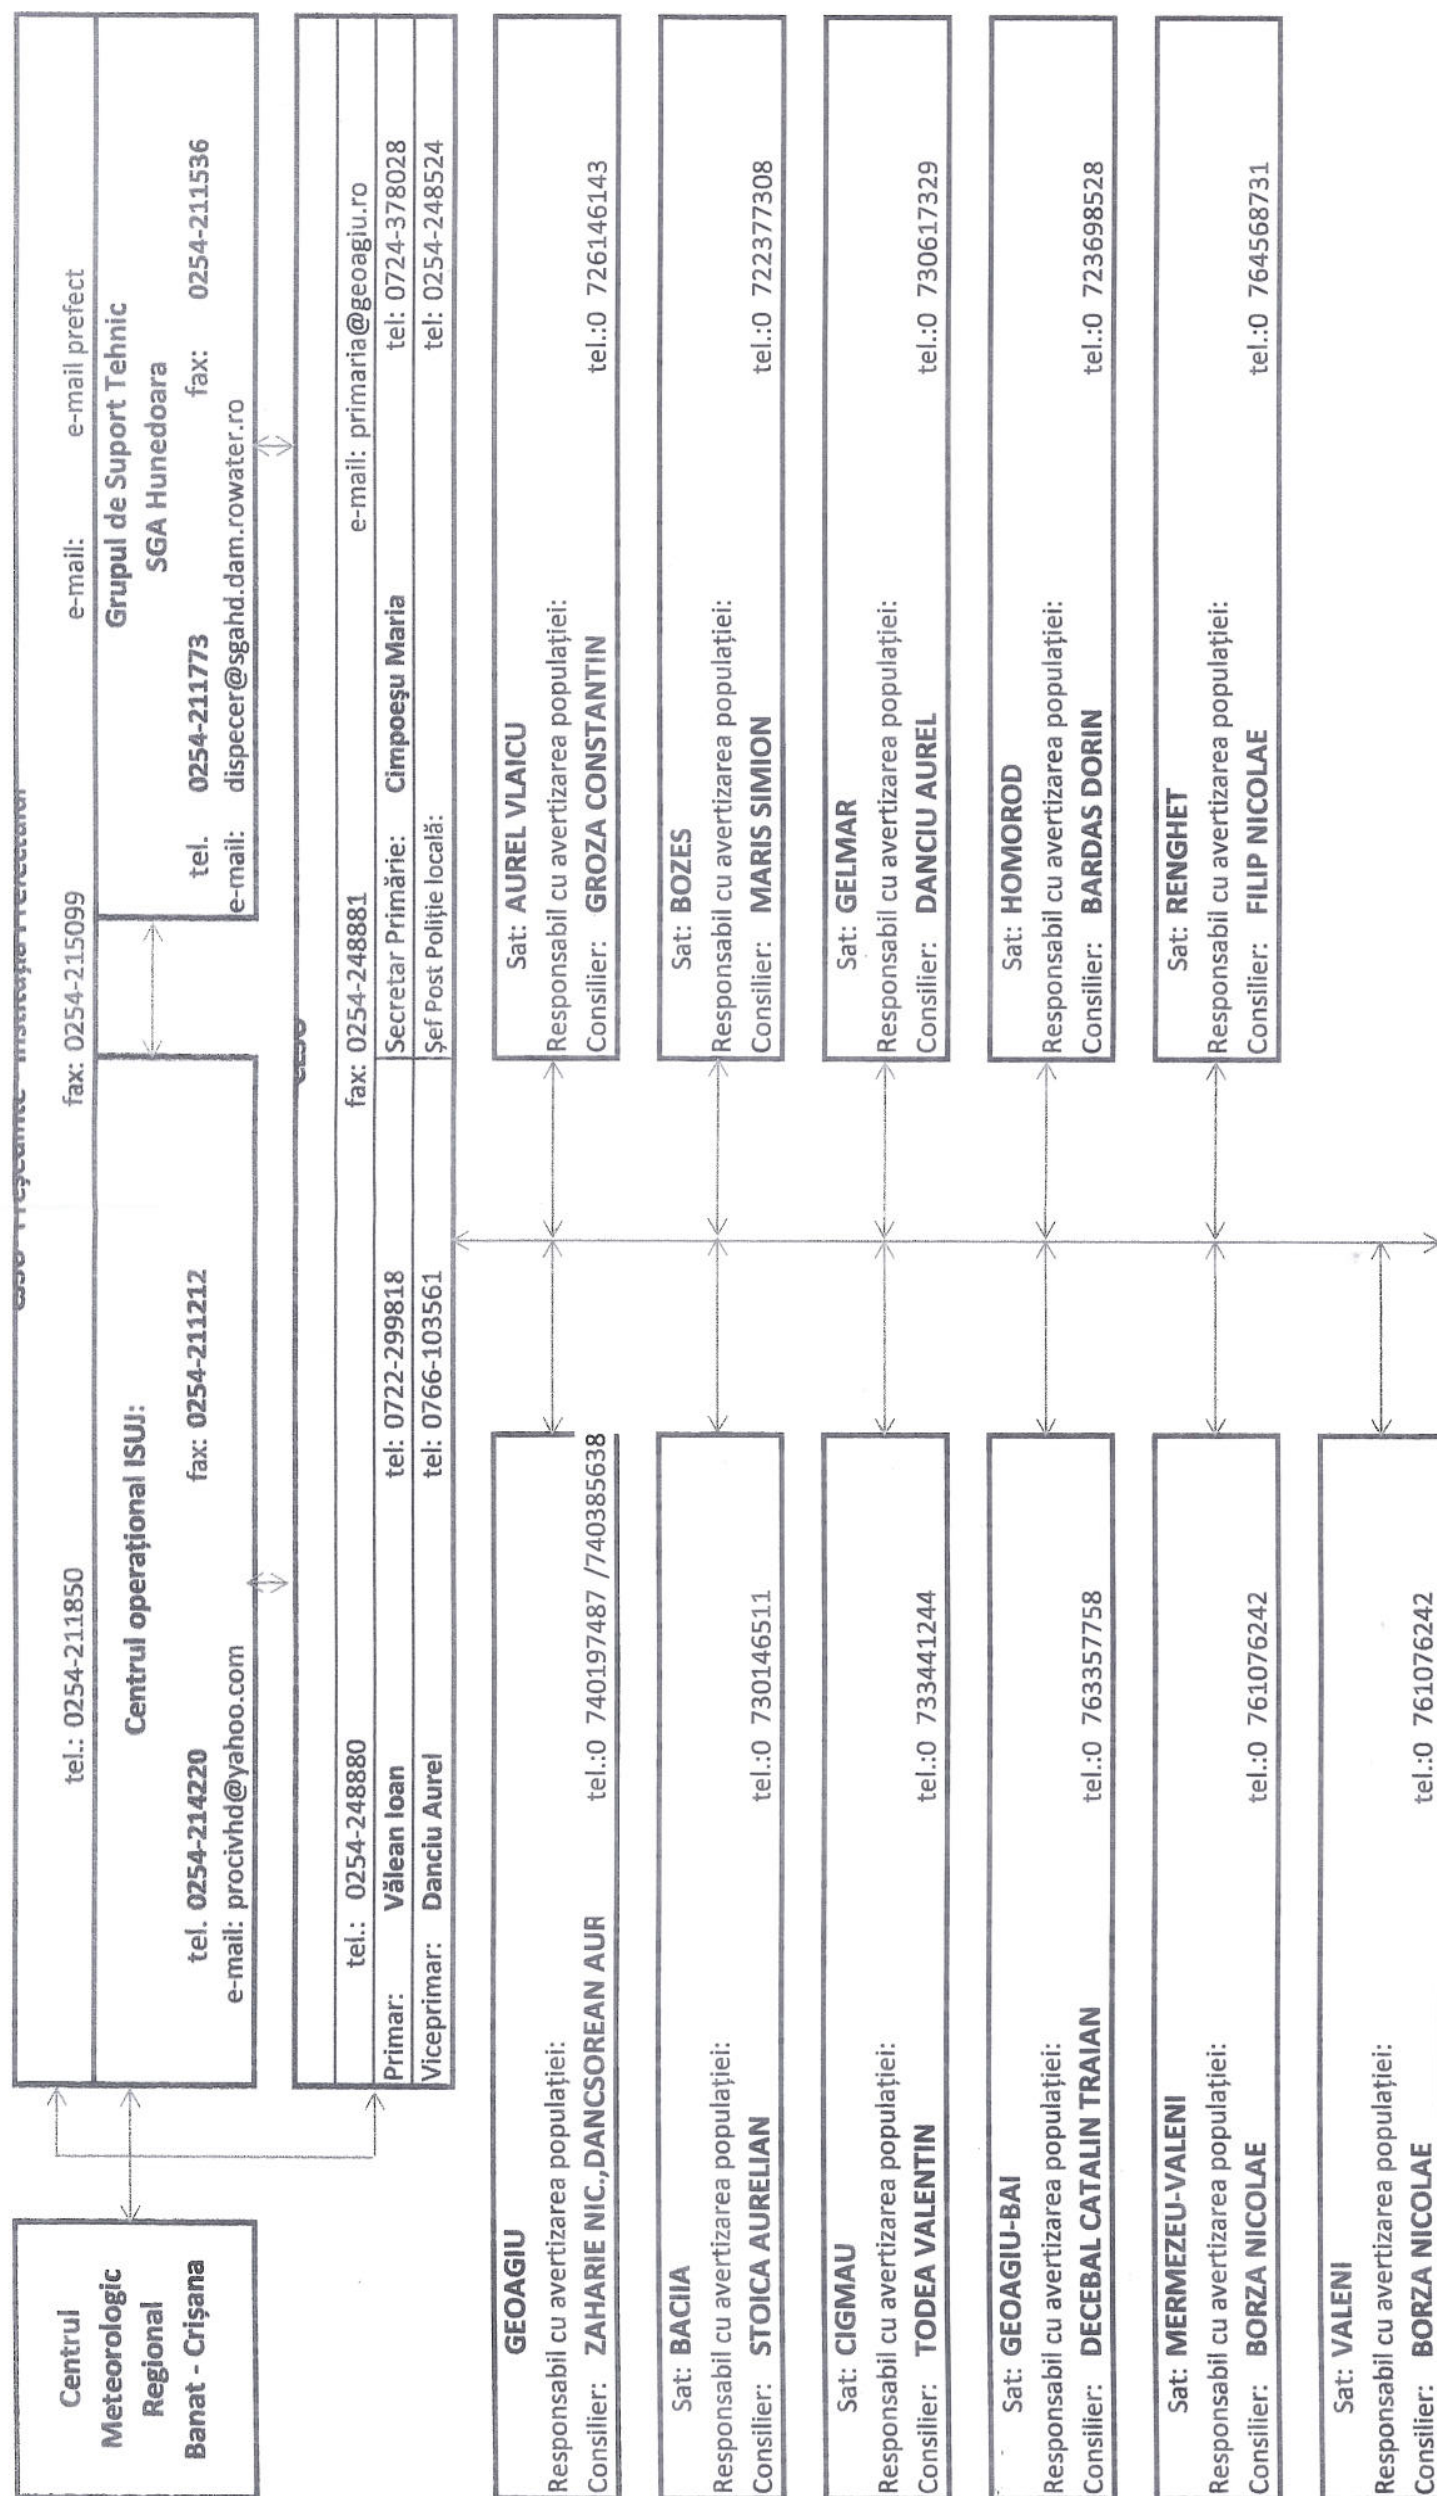 tel.: 0254-211850 fax: 0254-215099 e-mail: e-mail prefect
Centrul
Meteorologic
Regional
Banat - Crișana
Centrul operațional ISUJ:
tel. 0254-214220 fax: 0254-211212
e-mail: procivhd@yahoo.com
Grupul de Suport Tehnic
SGA Hunedoara
tel. 0254-211773 fax: 0254-211536
e-mail: dispecer@sgahd.dam.rowater.ro
tel.: 0254-248880 fax: 0254-248881 e-mail: primaria@geoagiu.ro
Primar: Vălean Ioan tel: 0722-299818 Secretar Primărie: Cimpoeșu Maria tel: 0724-378028
Viceprimar: Danciu Aurel tel: 0766-103561 Șef Post Poliție locală: tel: 0254-248524
GEOAGIU
Responsabil cu avertizarea populației:
Consilier: ZAHARIE NIC.,DANCSOREAN AUR tel.:0 740197487 /740385638
Sat: AUREL VLAICU
Responsabil cu avertizarea populației:
Consilier: GROZA CONSTANTIN tel.:0 726146143
Sat: BACIIA
Responsabil cu avertizarea populației:
Consilier: STOICA AURELIAN tel.:0 730146511
Sat: BOZES
Responsabil cu avertizarea populației:
Consilier: MARIS SIMION tel.:0 722377308
Sat: CIGMAU
Responsabil cu avertizarea populației:
Consilier: TODEA VALENTIN tel.:0 733441244
Sat: GELMAR
Responsabil cu avertizarea populației:
Consilier: DANCIU AUREL tel.:0 730617329
Sat: GEOAGIU-BAI
Responsabil cu avertizarea populației:
Consilier: DECEBAL CATALIN TRAIAN tel.:0 763357758
Sat: HOMOROD
Responsabil cu avertizarea populației:
Consilier: BARDAS DORIN tel.:0 723698528
Sat: MERMEZEU-VALENI
Responsabil cu avertizarea populației:
Consilier: BORZA NICOLAE tel.:0 761076242
Sat: RENGHET
Responsabil cu avertizarea populației:
Consilier: FILIP NICOLAE tel.:0 764568731
Sat: VALENI
Responsabil cu avertizarea populației:
Consilier: BORZA NICOLAE tel.:0 761076242